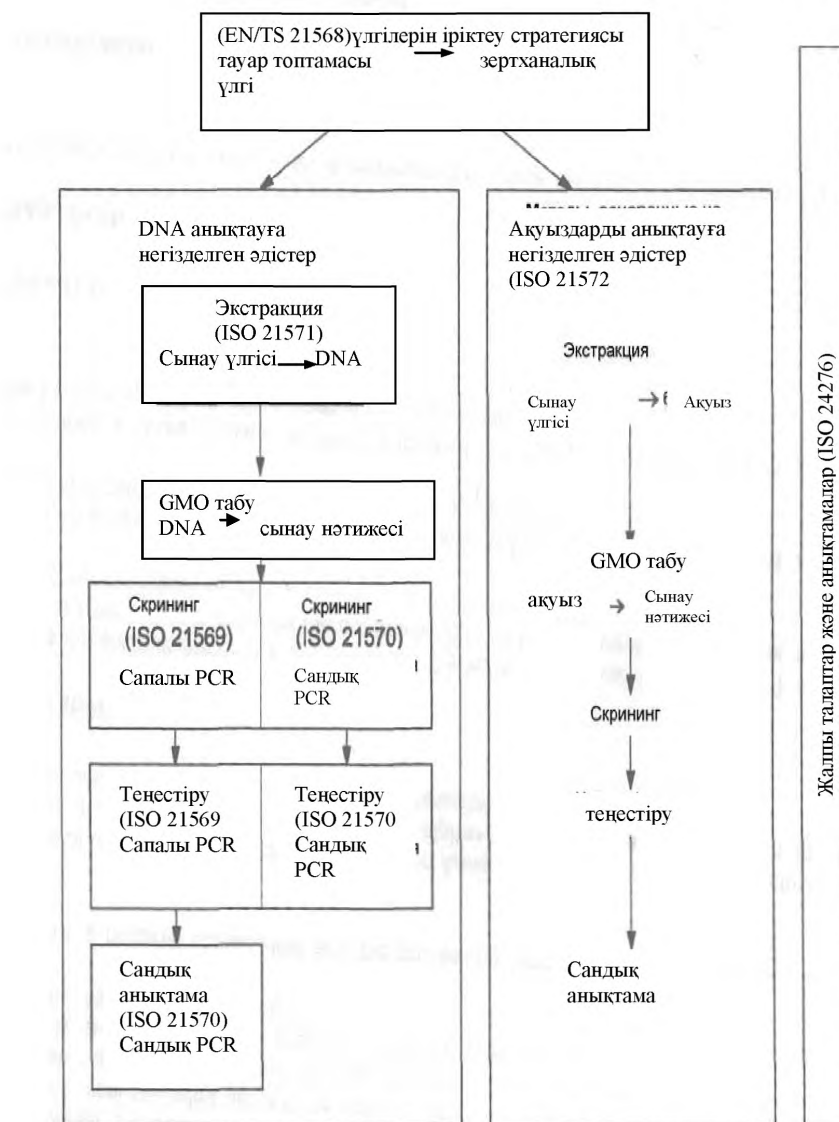 (EN/TS 21568)үлгілерін іріктеу стратегиясы
тауар топтамасы → зертханалық
үлгі
DNA анықтауға
негізделген әдістер
Экстракция
(ISO 21571)
Сынау үлгісі → DNA
GMO табу
DNA → сынау нәтижесі
Скрининг
(ISO 21569)
Сапалы PCR
Скрининг
(ISO 21570)
Сандық
PCR
Теңестіру
(ISO 21569
Сапалы PCR
Теңестіру
(ISO 21570
Сандық
PCR
Сандық
анықтама
(ISO 21570)
Сандық PCR
Ақуыздарды анықтауға
негізделген әдістер
(ISO 21572
Экстракция
Сынау → Ақуыз
үлгісі
GMO табу
ақуыз → Сынау
нәтижесі
Скрининг
теңестіру
Сандық
анықтама
Жалпы талаптар және анықтамалар (ISO 24276)